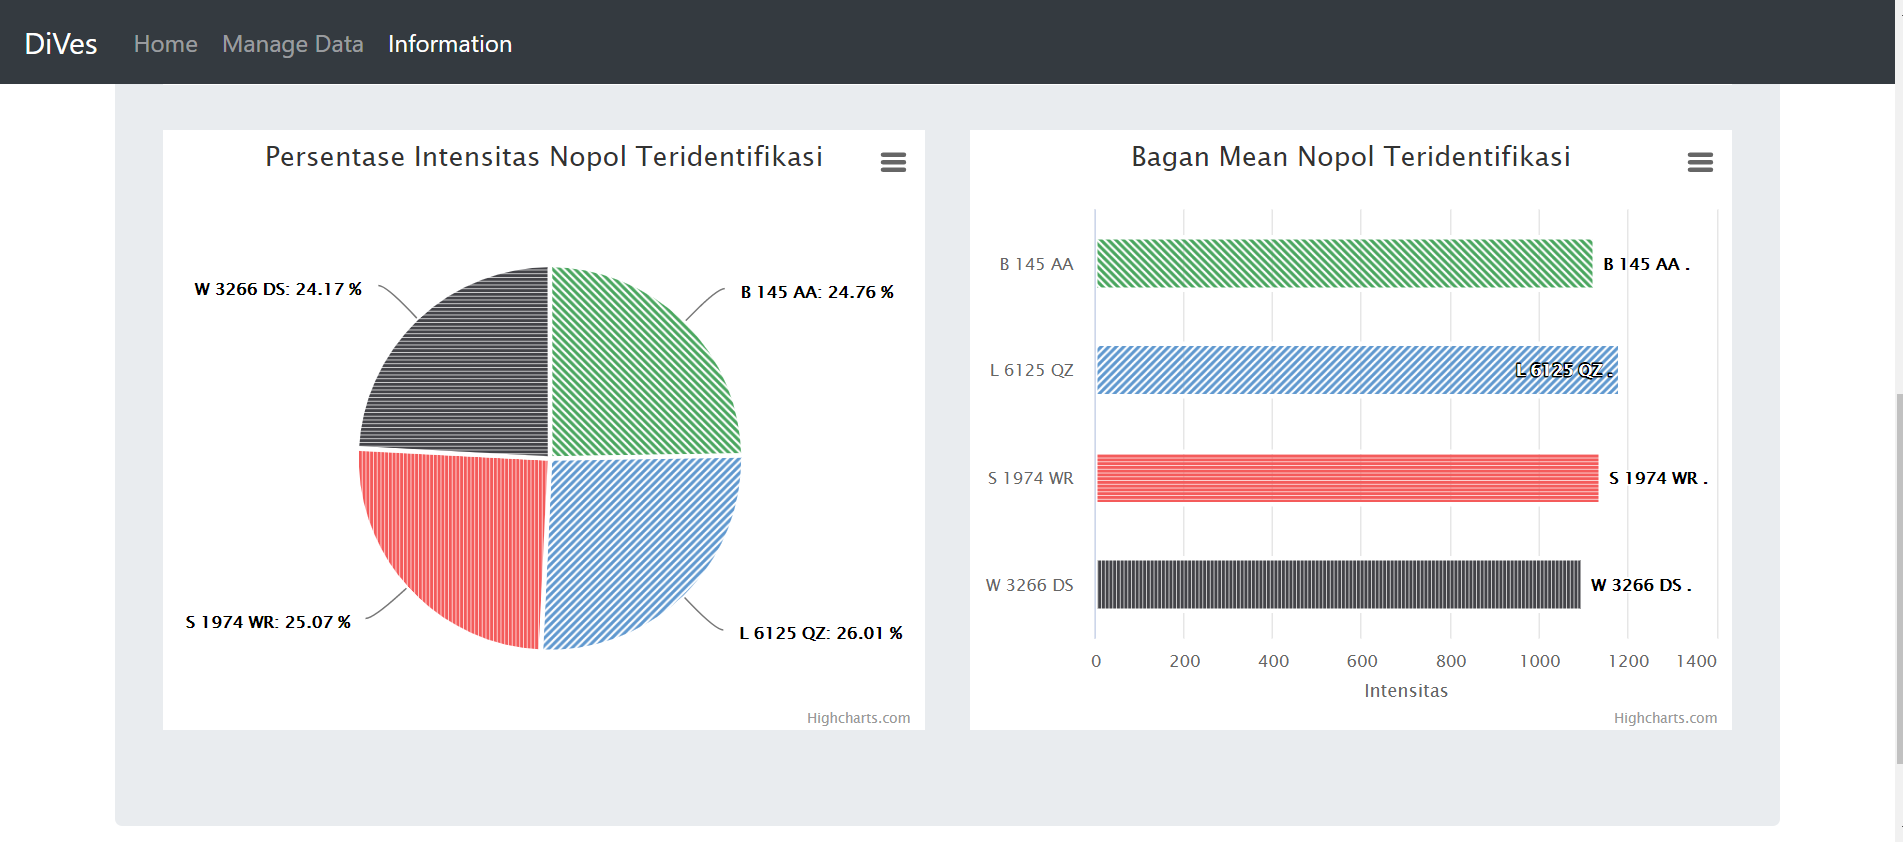 DiVes Home Manage Data Information
Persentase Intensitas Nopol Teridentifikasi
W 3266 DS: 24.17 %
B 145 AA: 24.76 %
S 1974 WR: 25.07 %
L 6125 QZ: 26.01 %
Highcharts.com
Bagan Mean Nopol Teridentifikasi
B 145 AA
B 145 AA .
L 6125 QZ
L 6125 QZ .
S 1974 WR
S 1974 WR .
W 3266 DS
W 3266 DS .
0 200 400 600 800 1000 1200 1400
Intensitas
Highcharts.com